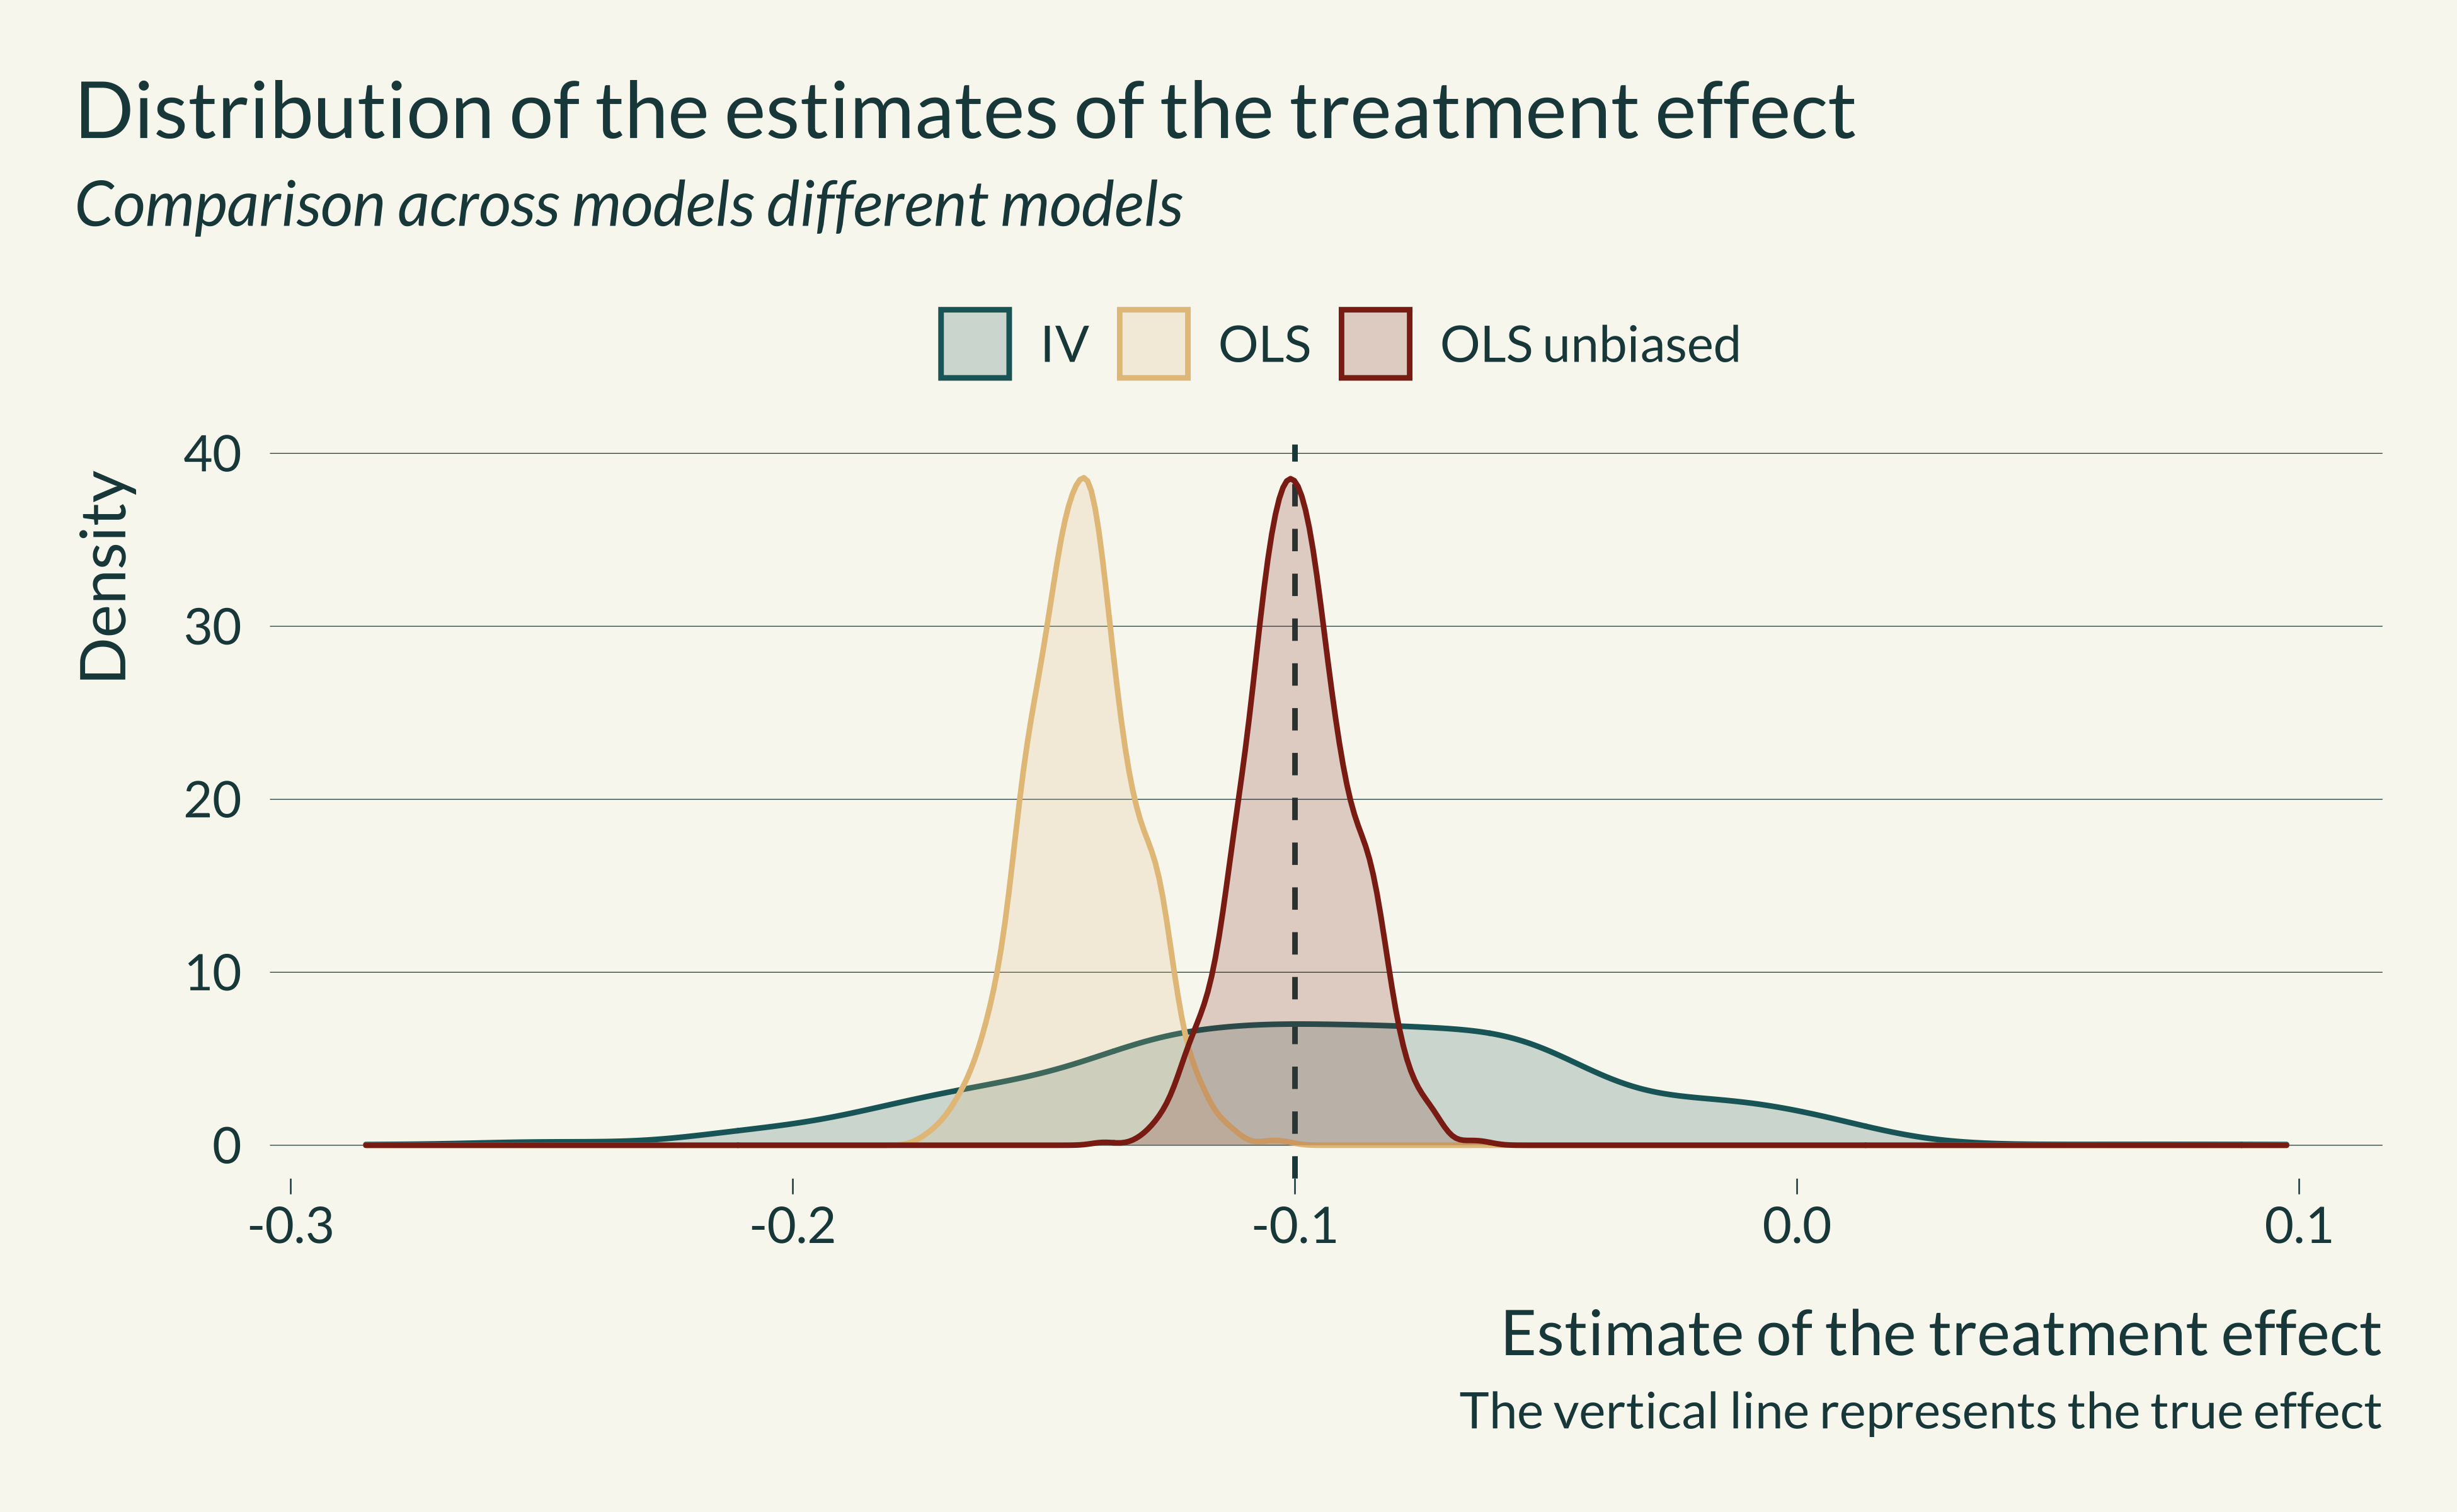 Distribution of the estimates of the treatment effect
Comparison across models different models
IV OLS OLS unbiased
Density
40
30
20
10
0
-0.3 -0.2 -0.1 0.0 0.1
Estimate of the treatment effect
The vertical line represents the true effect